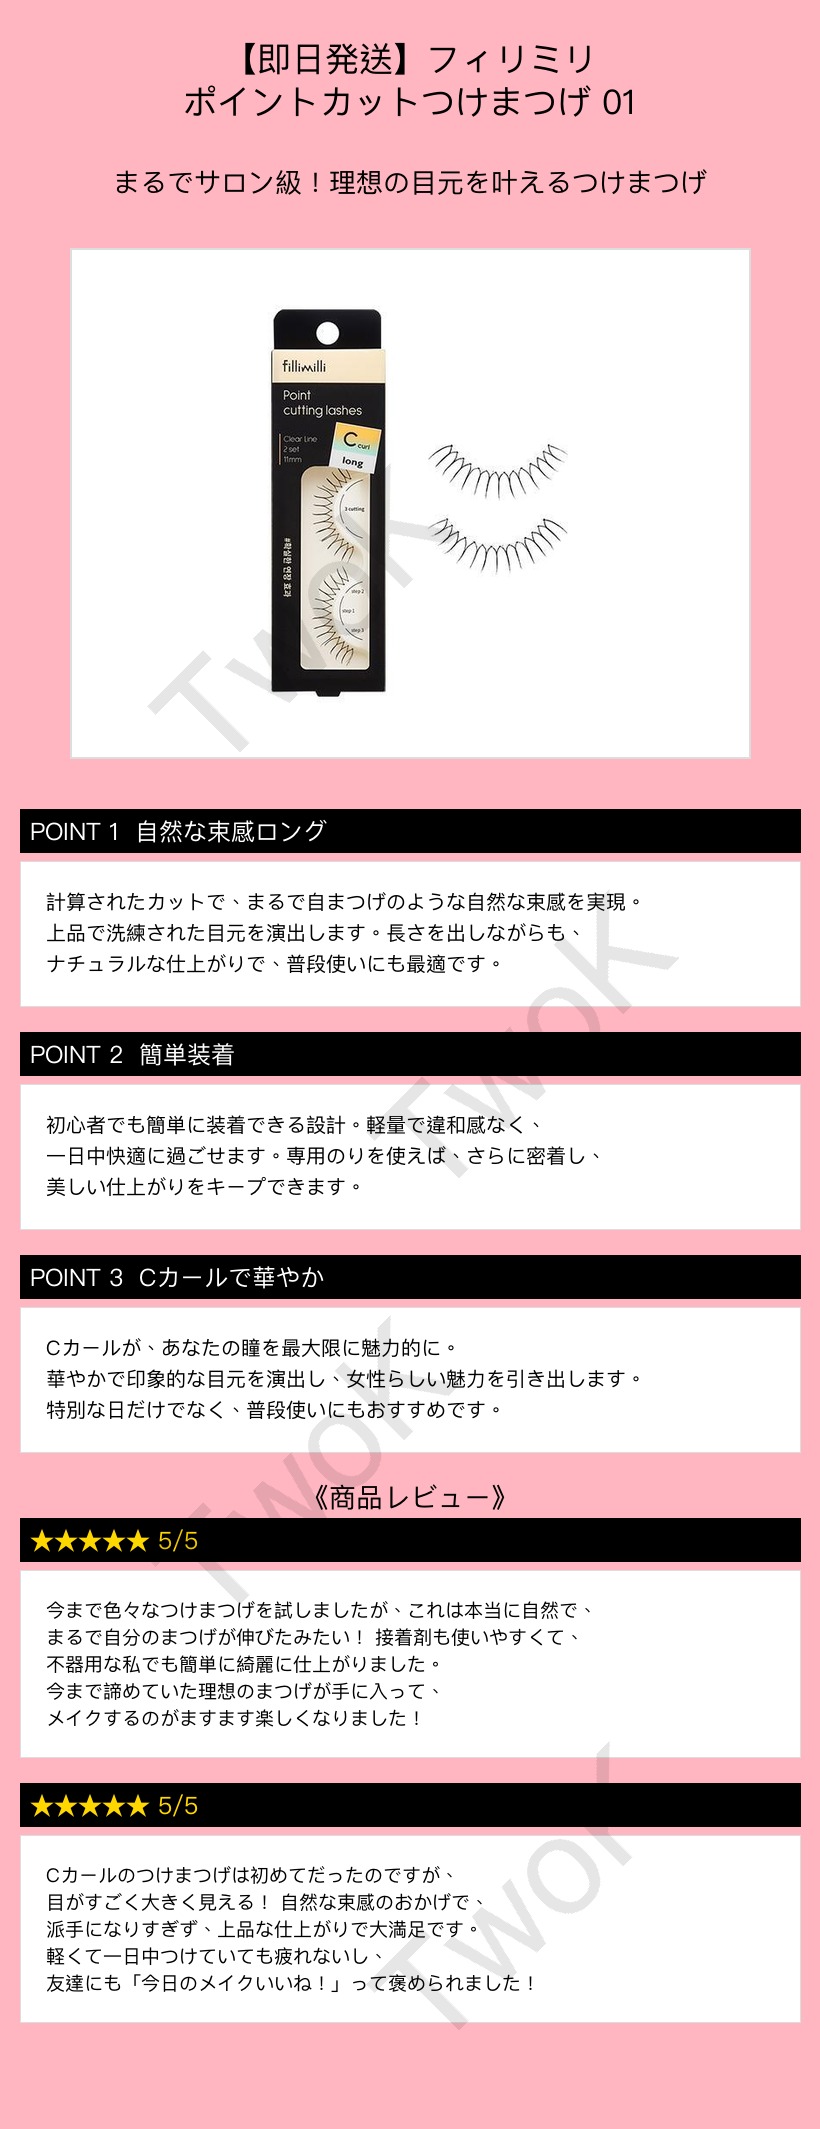 【即日発送】フィリミリ
ポイントカットつけまつげ 01
まるでサロン級！理想の目元を叶えるつけまつげ
fillimilli
Point
cutting lashes
Clear Line
2 set
11mm
C curl
long
3 cutting
#확실한 연장 효과
step 2
step 1
step 3
TwoK
POINT 1 自然な束感ロング
計算されたカットで、まるで自まつげのような自然な束感を実現。
上品で洗練された目元を演出します。長さを出しながらも、
ナチュラルな仕上がりで、普段使いにも最適です。
TwoK
POINT 2 簡単装着
初心者でも簡単に装着できる設計。軽量で違和感なく、
一日中快適に過ごせます。専用のりを使えば、さらに密着し、
美しい仕上がりをキープできます。
POINT 3 Cカールで華やか
Cカールが、あなたの瞳を最大限に魅力的に。
華やかで印象的な目元を演出し、女性らしい魅力を引き出します。
特別な日だけでなく、普段使いにもおすすめです。
TwoK
《商品レビュー》
★★★★★ 5/5
今まで色々なつけまつげを試しましたが、これは本当に自然で、
まるで自分のまつげが伸びたみたい！ 接着剤も使いやすくて、
不器用な私でも簡単に綺麗に仕上がりました。
今まで諦めていた理想のまつげが手に入って、
メイクするのがますます楽しくなりました！
★★★★★ 5/5
Cカールのつけまつげは初めてだったのですが、
目がすごく大きく見える！ 自然な束感のおかげで、
派手になりすぎず、上品な仕上がりで大満足です。
軽くて一日中つけていても疲れないし、
友達にも「今日のメイクいいね！」って褒められました！
TwoK